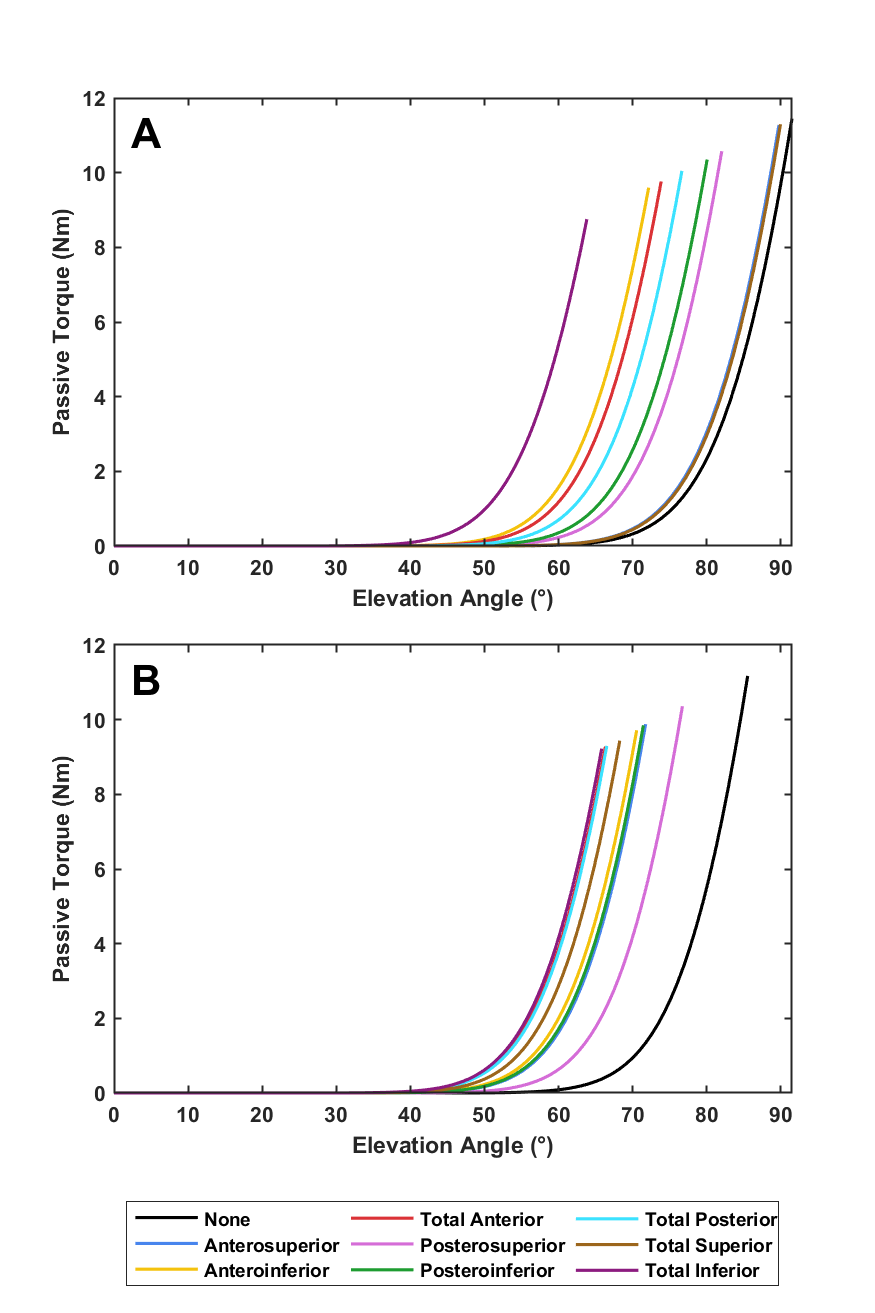 A
12
10
8
6
4
2
0
0 10 20 30 40 50 60 70 80 90
Passive Torque (Nm)
Elevation Angle (°)
B
12
10
8
6
4
2
0
0 10 20 30 40 50 60 70 80 90
Passive Torque (Nm)
Elevation Angle (°)
None Total Anterior Total Posterior
Anterosuperior Posterosuperior Total Superior
Anteroinferior Posteroinferior Total Inferior